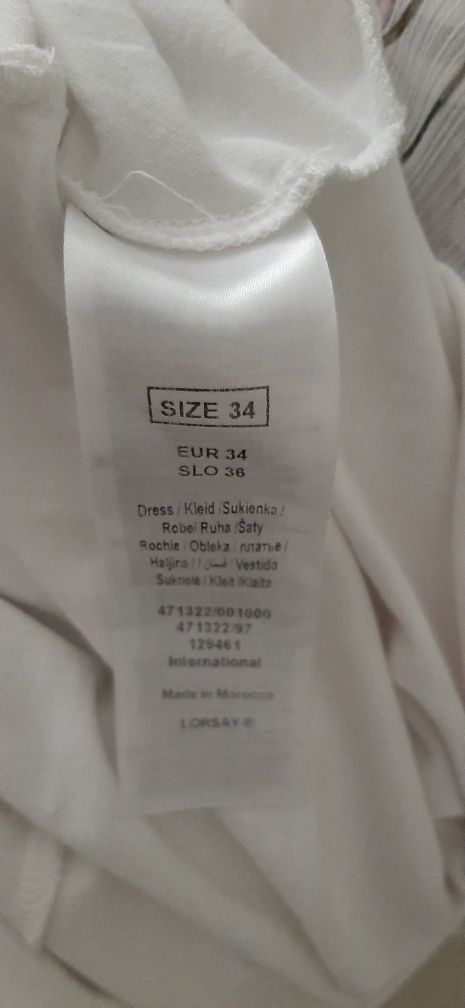 SIZE 34
EUR 34
SLO 36
Dress / Kleid / Sukienka /
Robe/ Ruha /Šaty
Rochie / Obleka / платье /
Haljina / / فستان / Vestido
Suknelė / Kleit /Kleita
471322/001000
471322/97
129461
International
Made in Morocco
LORSAY ®